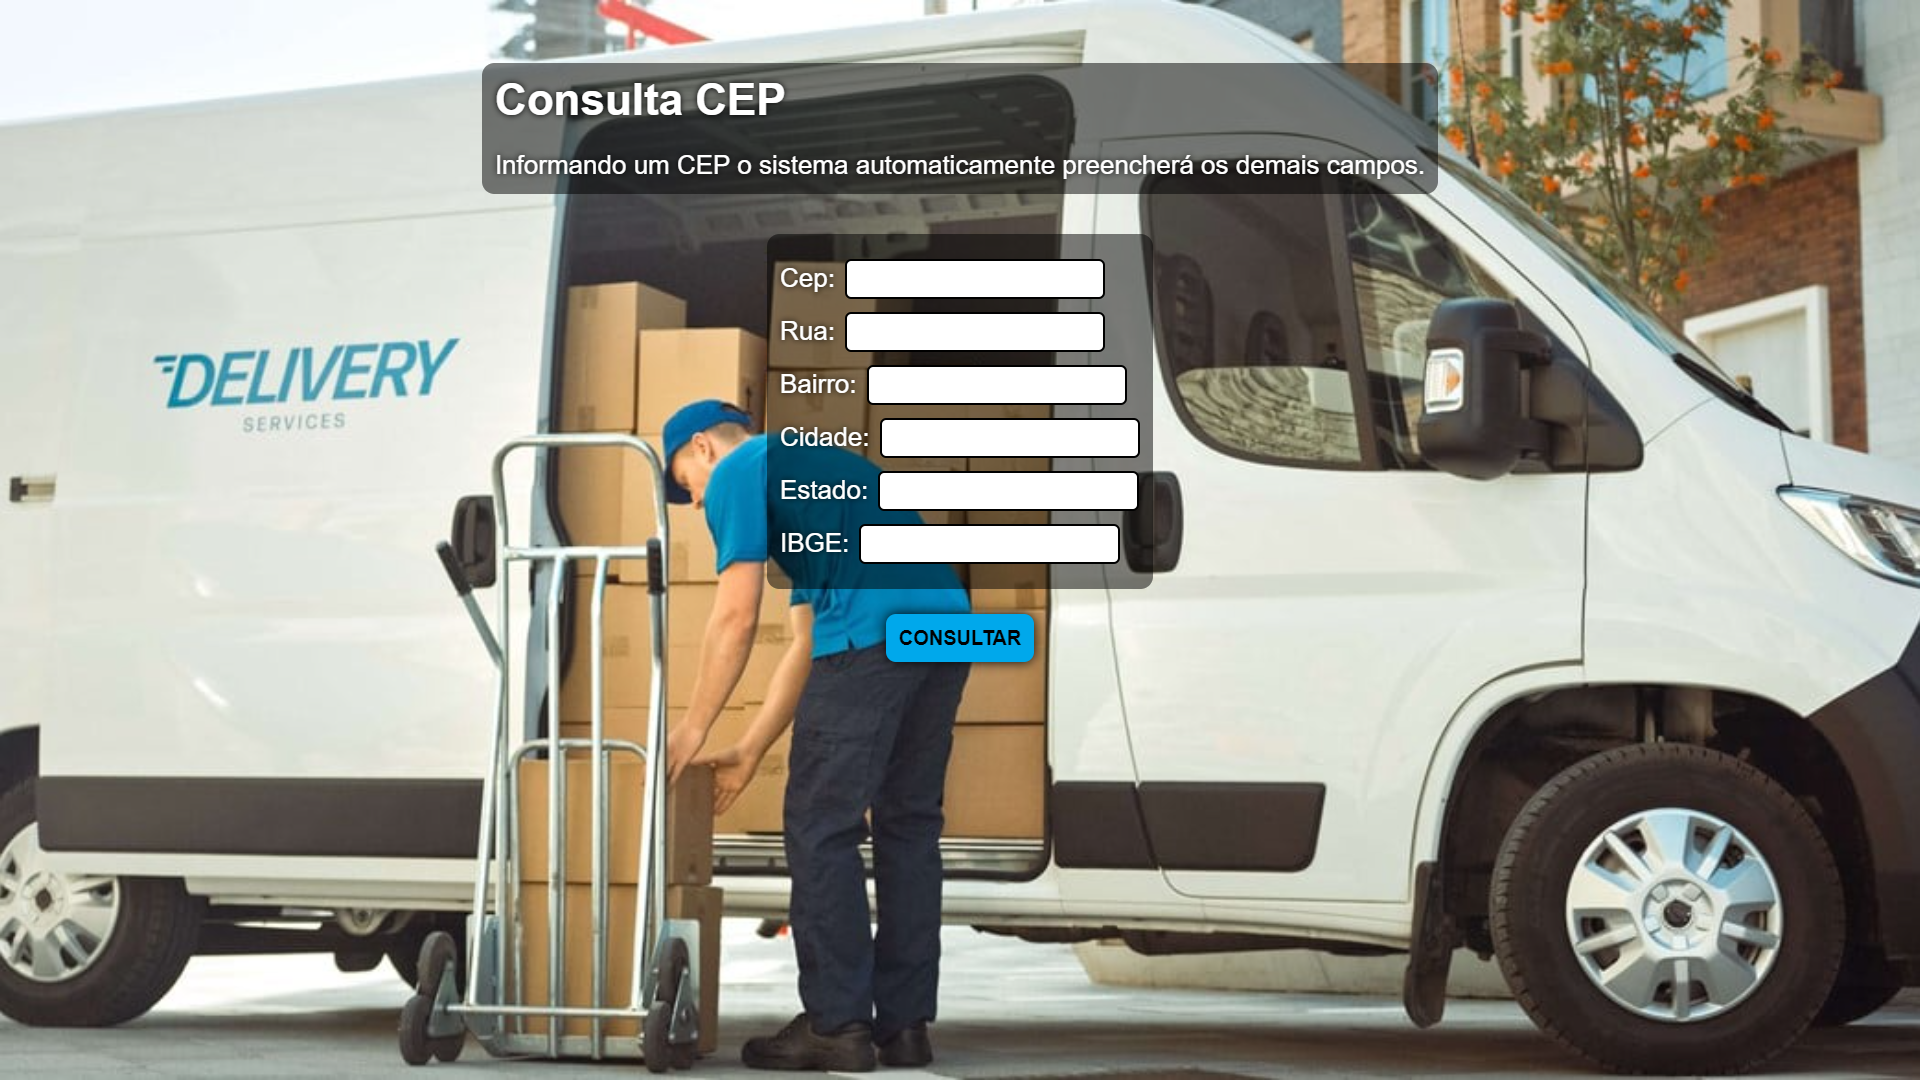 Consulta CEP
Informando um CEP o sistema automaticamente preencherá os demais campos.
Cep:
Rua:
Bairro:
Cidade:
Estado:
IBGE:
CONSULTAR
DELIVERY
SERVICES